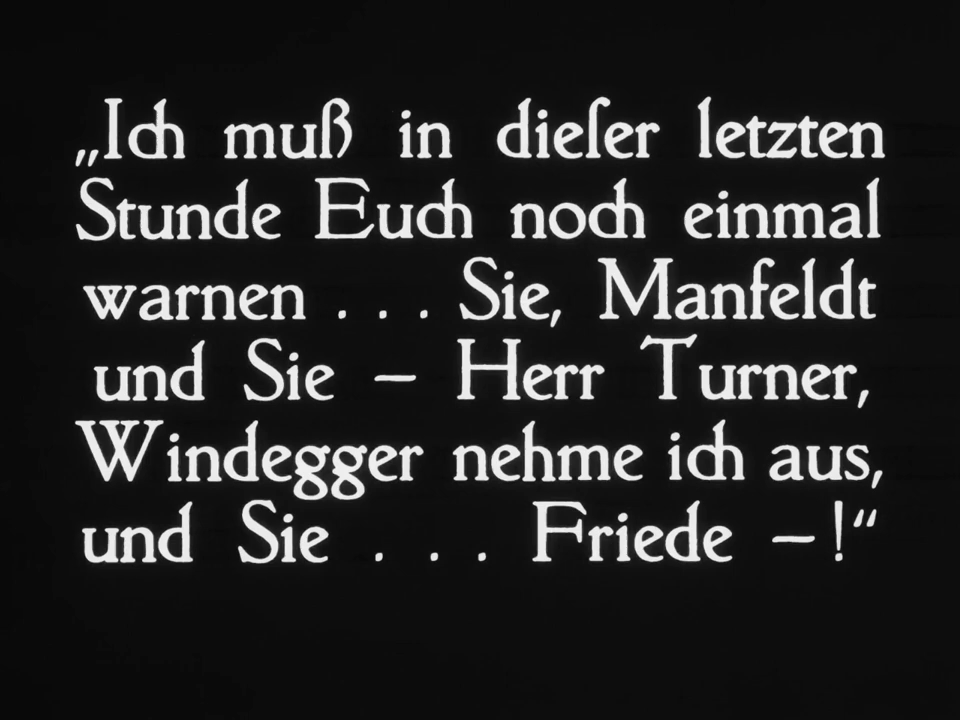 „Ich muß in dieſer letzten
Stunde Euch noch einmal
warnen . . . Sie, Manfeldt
und Sie – Herr Turner,
Windegger nehme ich aus,
und Sie . . . Friede –!“